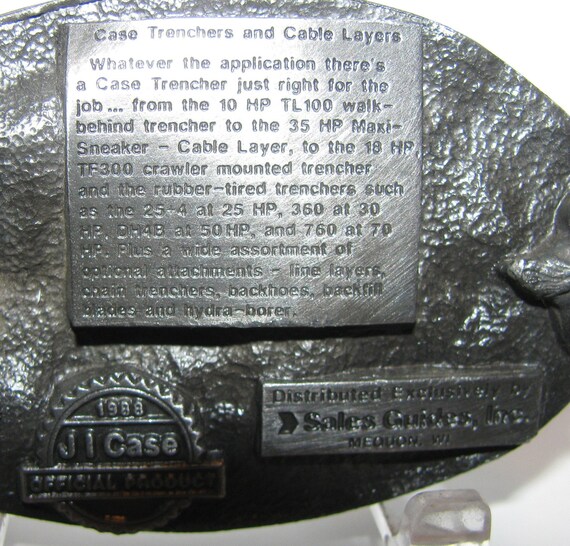 Case Trenchers and Cable Layers
Whatever the application there's
a Case Trencher just right for the
job... from the 10 HP TL100 walk-
behind trencher to the 35 HP Maxi-
Sneaker - Cable Layer, to the 18 HP
TF300 crawler mounted trencher
and the rubber-tired trenchers such
as the 25+4 at 25 HP, 360 at 30
HP, DH4B at 50 HP, and 760 at 70
HP. Plus a wide assortment of
optional attachments - line layers,
chain trenchers, backhoes, backfill
blades and hydra-borer.
1988
J I Case
OFFICIAL PRODUCT
Distributed Exclusively by
Sales Guides, Inc.
MEQUON, WI